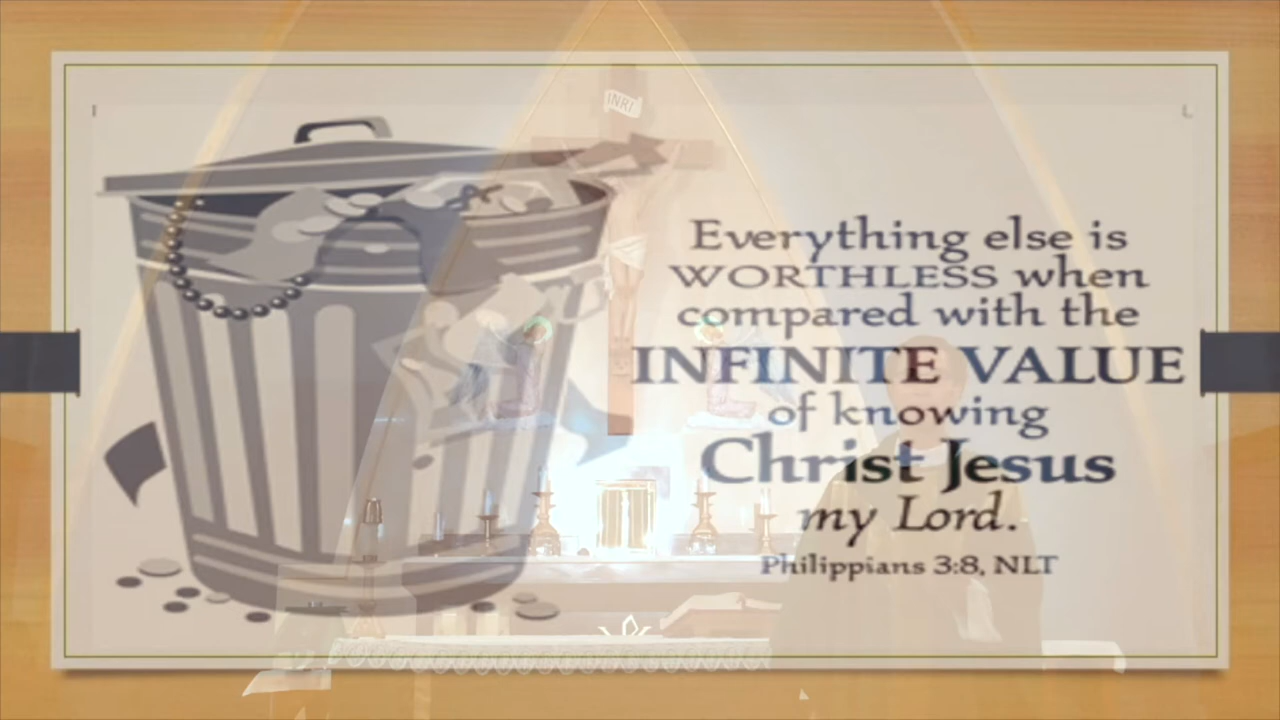 INRI
Everything else is
WORTHLESS when
compared with the
INFINITE VALUE
of knowing
Christ Jesus
my Lord.
Philippians 3:8, NLT